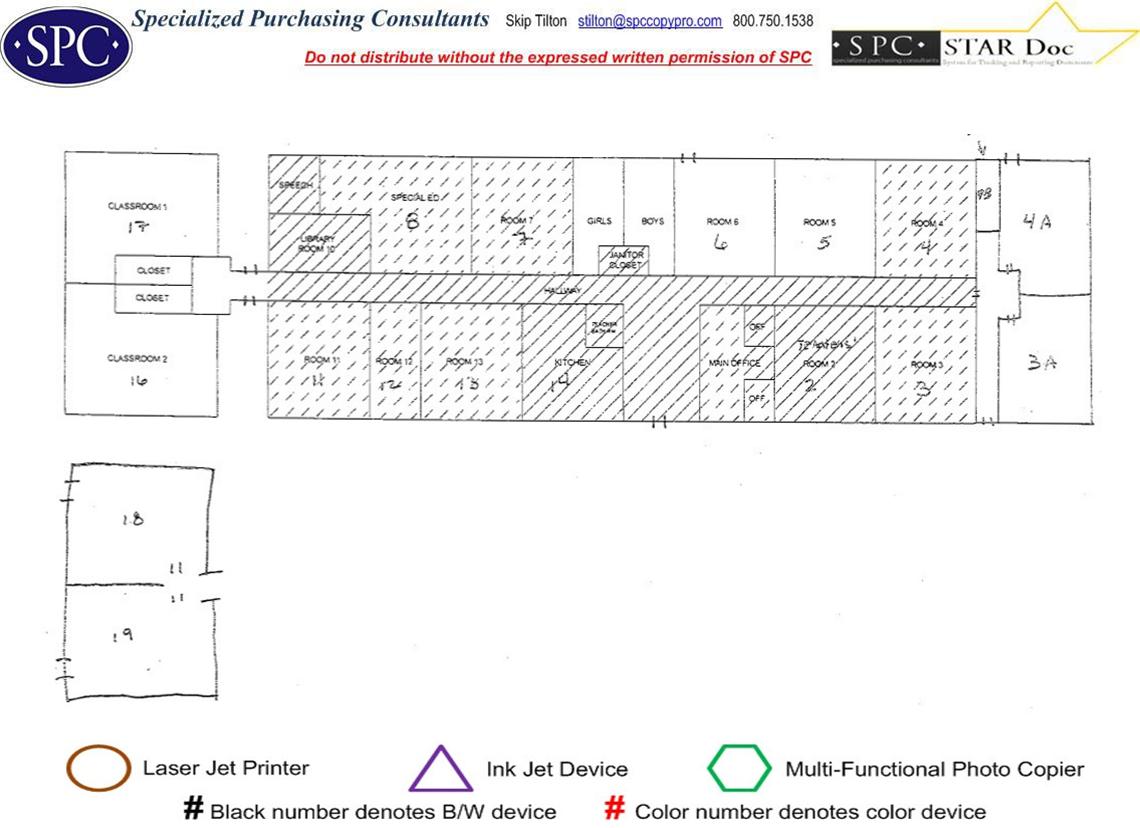 SPC
Specialized Purchasing Consultants Skip Tilton stilton@spccopypro.com 800.750.1538
Do not distribute without the expressed written permission of SPC
SPC STAR Doc
specialized purchasing consultants System for Tracking and Reporting Documents
CLASSROOM 1
17
CLOSET
CLOSET
CLASSROOM 2
16
SPEECH
LIBRARY
ROOM 10
SPECIAL ED.
8
ROOM 7
7
GIRLS
BOYS
JANITOR
CLOSET
ROOM 6
6
ROOM 5
5
ROOM 4
4
4A
HALLWAY
ROOM 11
11
ROOM 12
12
ROOM 13
13
KITCHEN
14
TEACHER
MAIN OFFICE
OFF
OFF
ROOM 2
2
ROOM 3
3
3A
18
19
Laser Jet Printer
Ink Jet Device
Multi-Functional Photo Copier
# Black number denotes B/W device
# Color number denotes color device